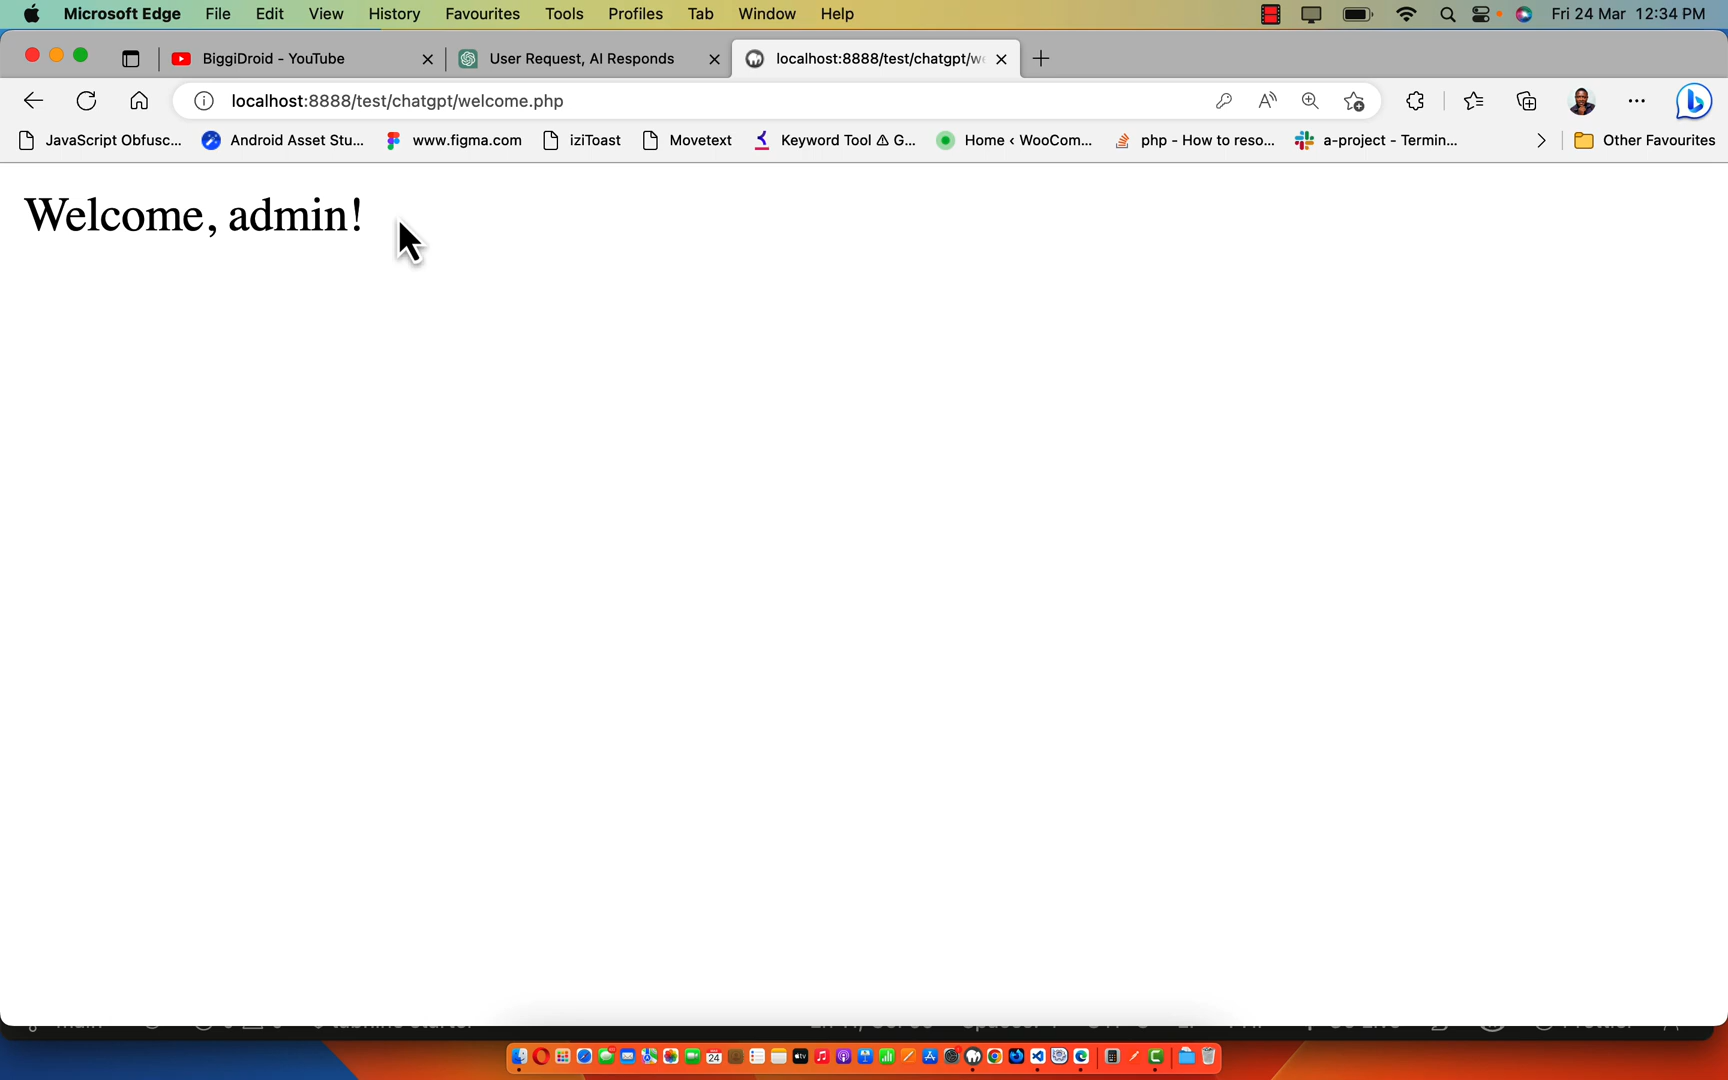 Microsoft Edge File Edit View History Favourites Tools Profiles Tab Window Help Fri 24 Mar 12:34 PM
BiggiDroid - YouTube User Request, AI Responds localhost:8888/test/chatgpt/we
localhost:8888/test/chatgpt/welcome.php
JavaScript Obfusc... Android Asset Stu... www.figma.com iziToast Movetext Keyword Tool ⚠ G... Home ‹ WooCom... php - How to reso... a-project - Termin... Other Favourites
Welcome, admin!
24